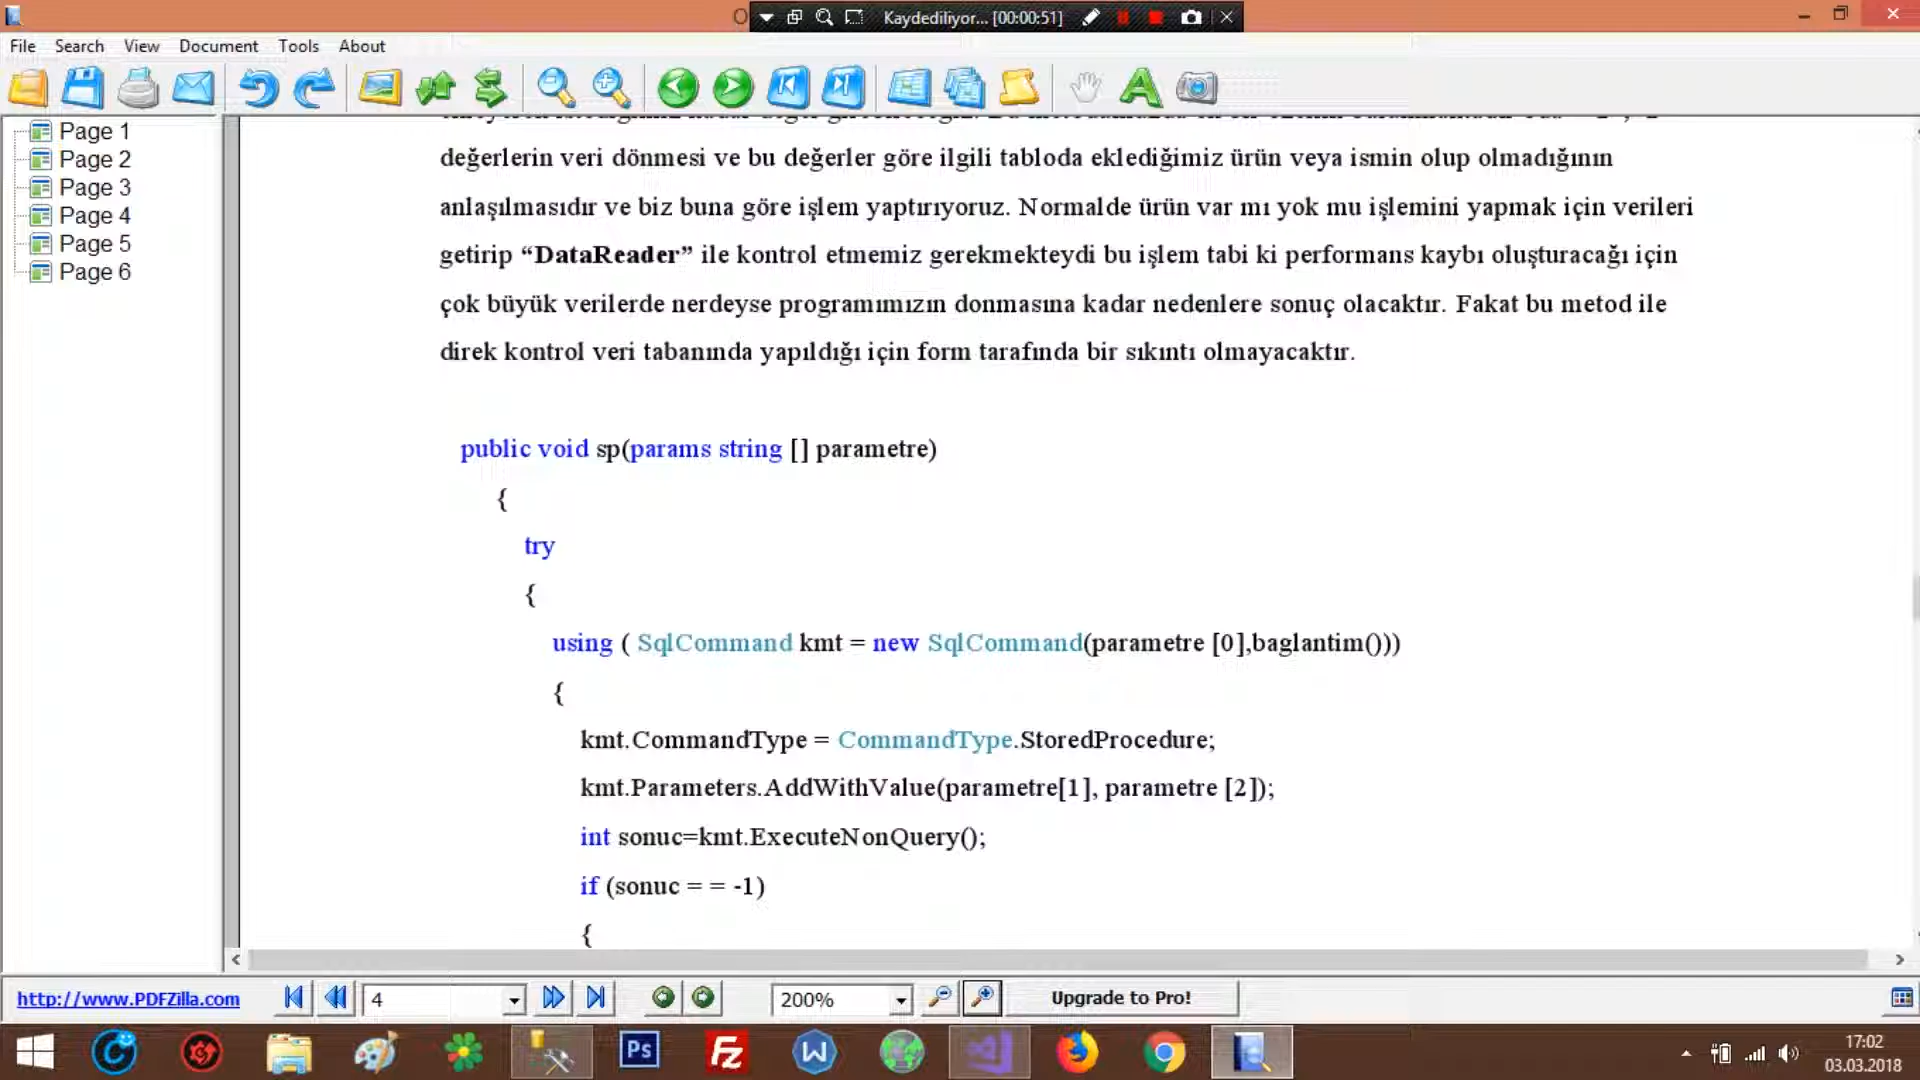 Kaydediliyor... [00:00:51]
File Search View Document Tools About
Page 1
Page 2
Page 3
Page 4
Page 5
Page 6
değerlerin veri dönmesi ve bu değerler göre ilgili tabloda eklediğimiz ürün veya ismin olup olmadığının
anlaşılmasıdır ve biz buna göre işlem yaptırıyoruz. Normalde ürün var mı yok mu işlemini yapmak için verileri
getirip “DataReader” ile kontrol etmemiz gerekmekteydi bu işlem tabi ki performans kaybı oluşturacağı için
çok büyük verilerde nerdeyse programımızın donmasına kadar nedenlere sonuç olacaktır. Fakat bu metod ile
direk kontrol veri tabanında yapıldığı için form tarafında bir sıkıntı olmayacaktır.
public void sp(params string [] parametre)
{
try
{
using ( SqlCommand kmt = new SqlCommand(parametre [0],baglantim()))
{
kmt.CommandType = CommandType.StoredProcedure;
kmt.Parameters.AddWithValue(parametre[1], parametre [2]);
int sonuc=kmt.ExecuteNonQuery();
if (sonuc = = -1)
{
http://www.PDFZilla.com
4
200%
Upgrade to Pro!
Ps
Fz
W
17:02
03.03.2018